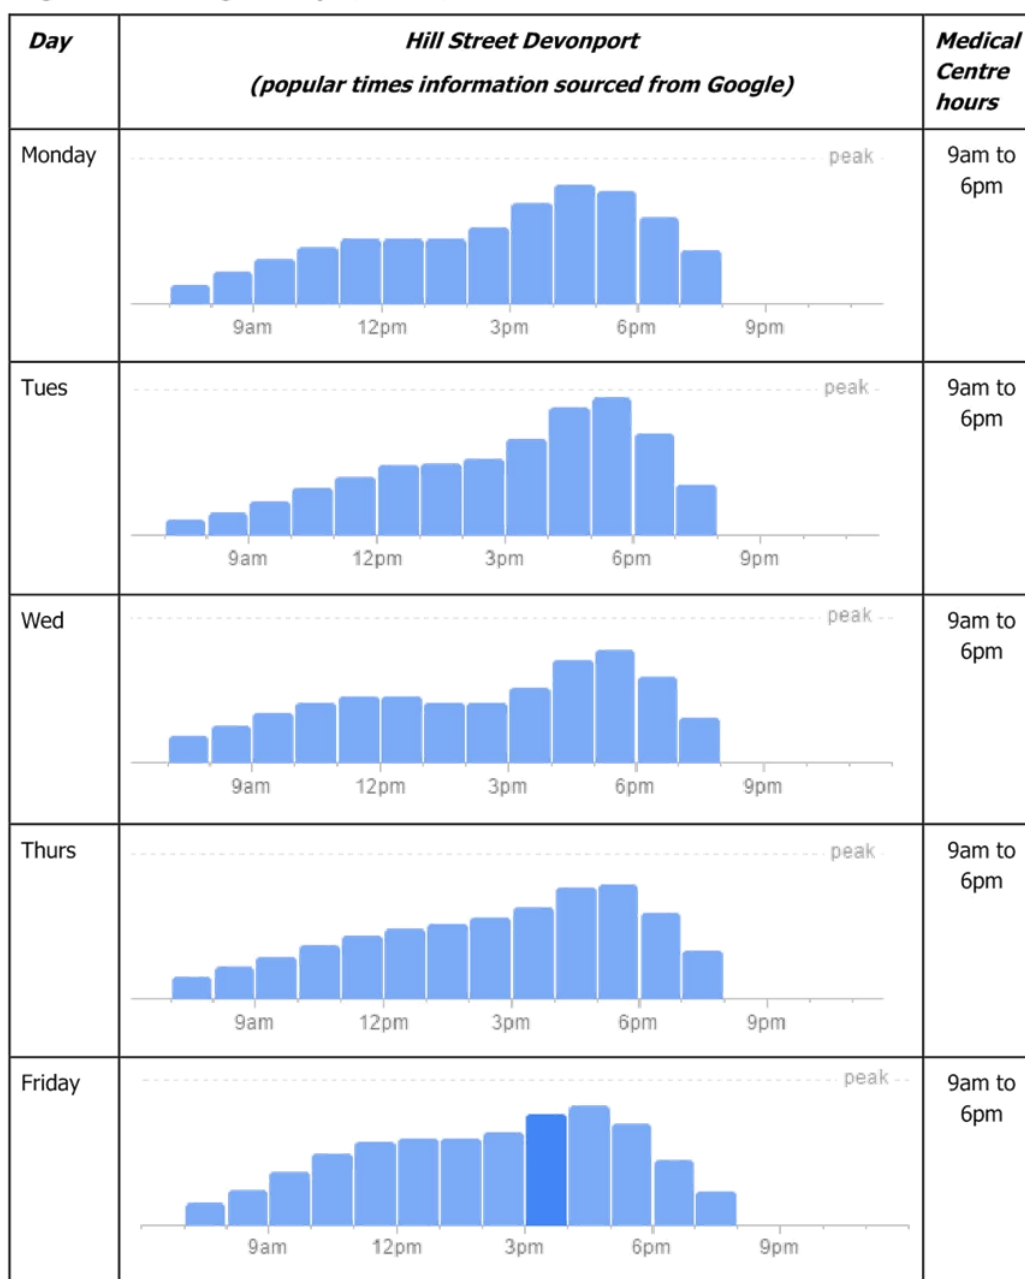 Day
Hill Street Devonport
(popular times information sourced from Google)
Medical
Centre
hours
Monday
peak
9am 12pm 3pm 6pm 9pm
9am to
6pm
Tues
peak
9am 12pm 3pm 6pm 9pm
9am to
6pm
Wed
peak
9am 12pm 3pm 6pm 9pm
9am to
6pm
Thurs
peak
9am 12pm 3pm 6pm 9pm
9am to
6pm
Friday
peak
9am 12pm 3pm 6pm 9pm
9am to
6pm